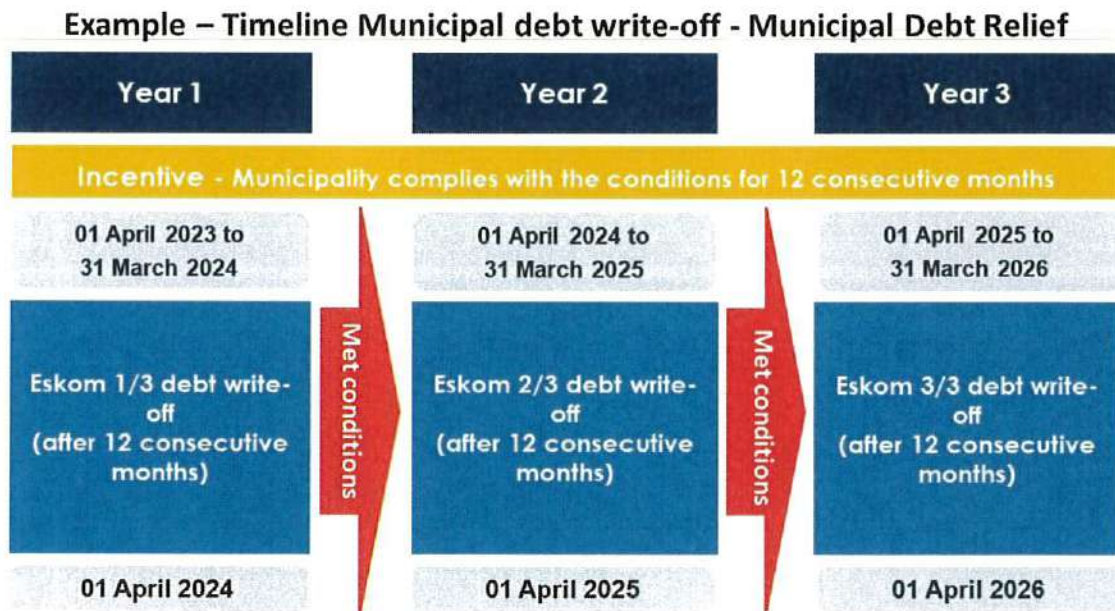 Example – Timeline Municipal debt write-off - Municipal Debt Relief
Year 1
Year 2
Year 3
Incentive - Municipality complies with the conditions for 12 consecutive months
01 April 2023 to
31 March 2024
01 April 2024 to
31 March 2025
01 April 2025 to
31 March 2026
Eskom 1/3 debt write-
off
(after 12 consecutive
months)
Met conditions
Eskom 2/3 debt write-
off
(after 12 consecutive
months)
Met conditions
Eskom 3/3 debt write-
off
(after 12 consecutive
months)
01 April 2024
01 April 2025
01 April 2026